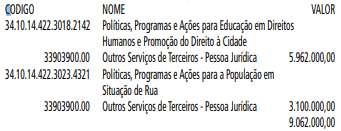 CÓDIGO NOME VALOR
34.10.14.422.3018.2142 Políticas, Programas e Ações para Educação em Direitos
Humanos e Promoção do Direito à Cidade
33903900.00 Outros Serviços de Terceiros - Pessoa Jurídica 5.962.000,00
34.10.14.422.3023.4321 Políticas, Programas e Ações para a População em
Situação de Rua
33903900.00 Outros Serviços de Terceiros - Pessoa Jurídica 3.100.000,00
9.062.000,00